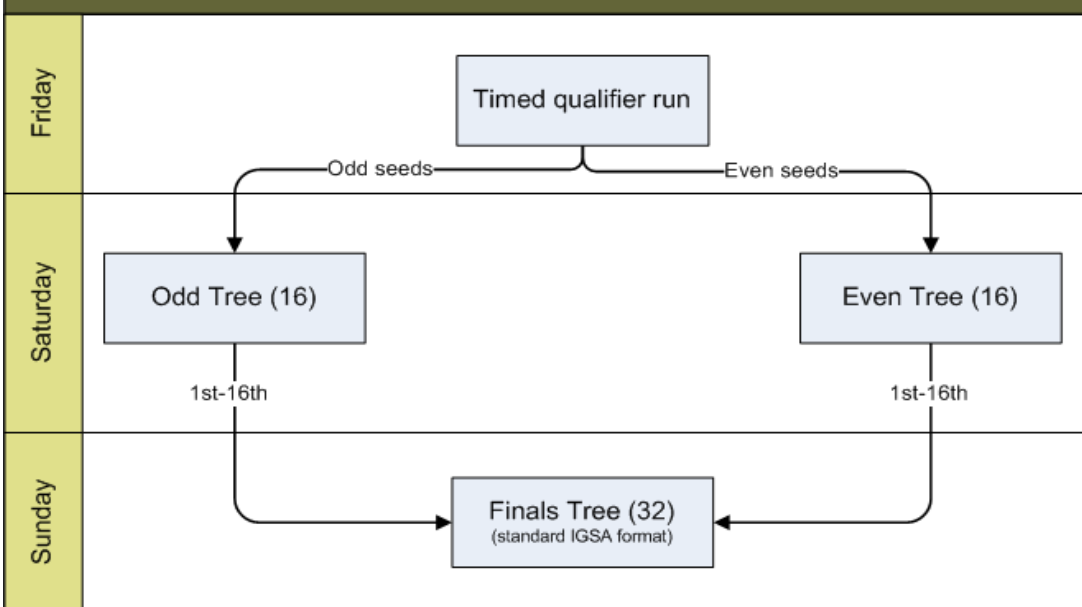 Friday
Timed qualifier run
Odd seeds
Even seeds
Saturday
Odd Tree (16)
Even Tree (16)
1st-16th
1st-16th
Sunday
Finals Tree (32)
(standard IGSA format)